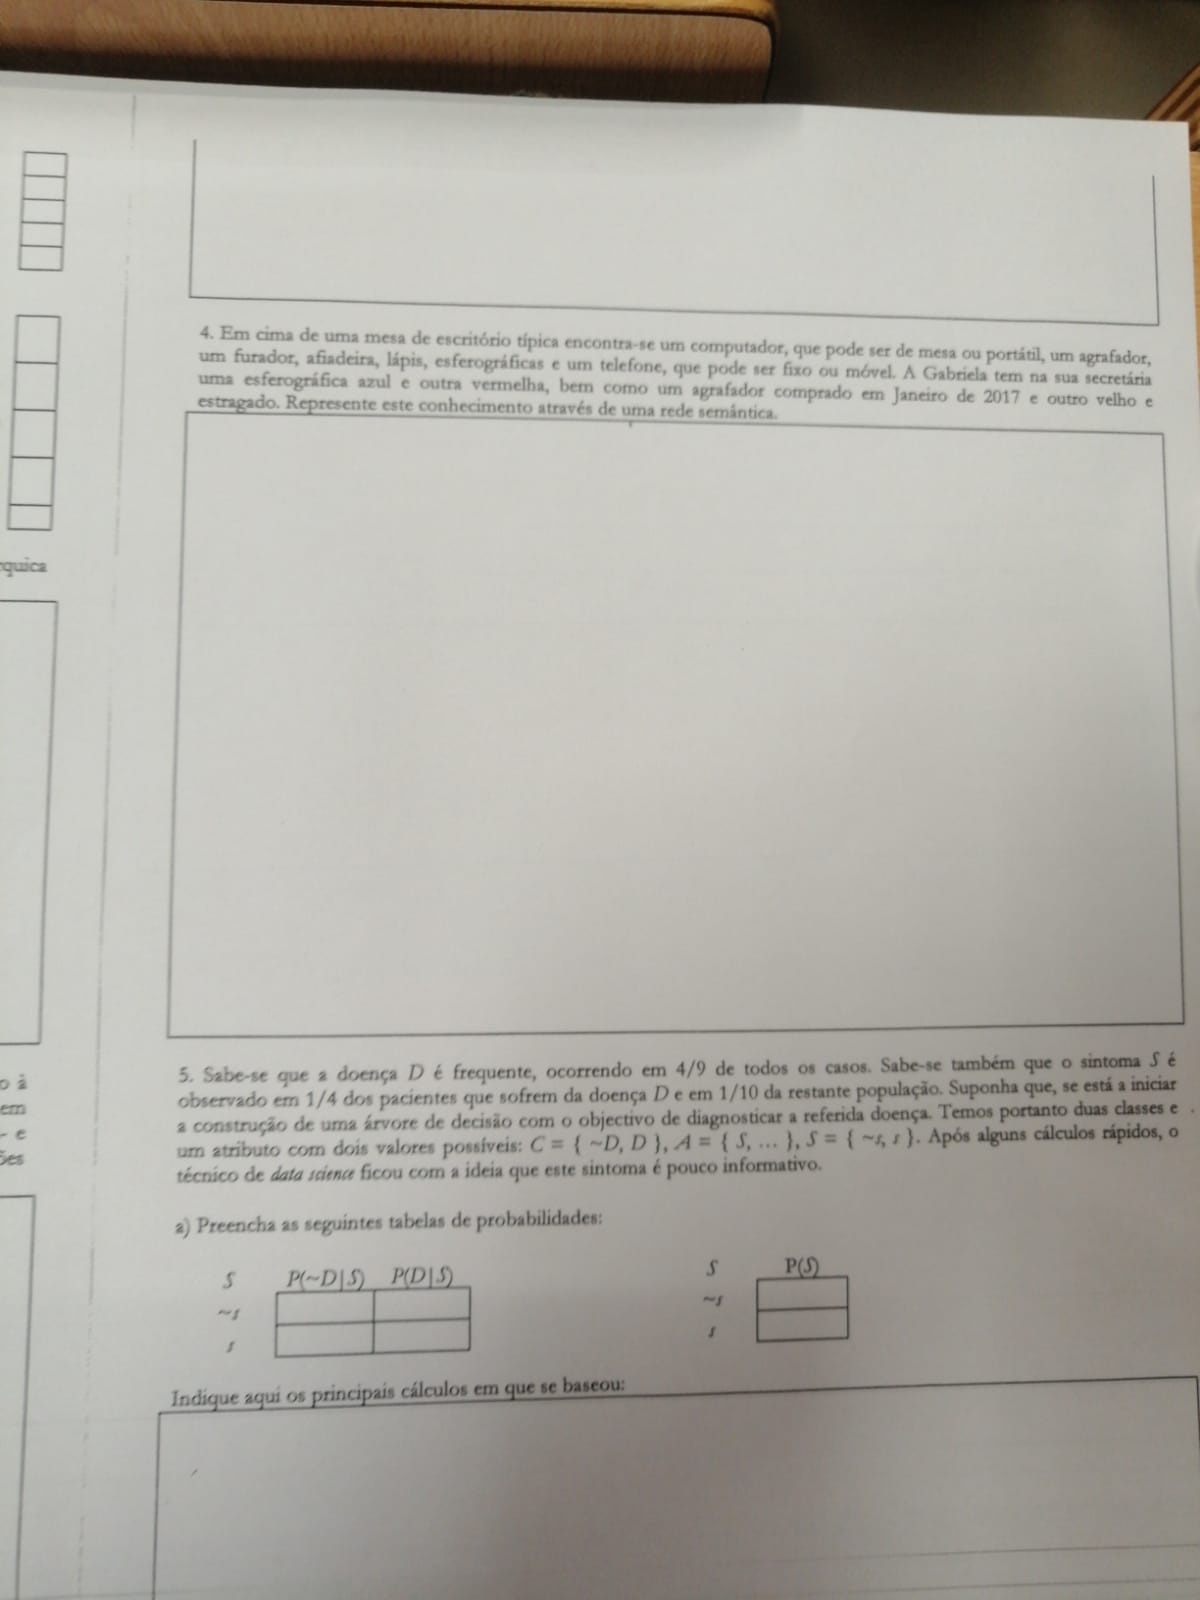 4. Em cima de uma mesa de escritório típica encontra-se um computador, que pode ser de mesa ou portátil, um agrafador,
um furador, afiadeira, lápis, esferográficas e um telefone, que pode ser fixo ou móvel. A Gabriela tem na sua secretária
uma esferográfica azul e outra vermelha, bem como um agrafador comprado em Janeiro de 2017 e outro velho e
estragado. Represente este conhecimento através de uma rede semântica.
quica
o à
em
- e
ões
5. Sabe-se que a doença D é frequente, ocorrendo em 4/9 de todos os casos. Sabe-se também que o sintoma S é
observado em 1/4 dos pacientes que sofrem da doença D e em 1/10 da restante população. Suponha que, se está a iniciar
a construção de uma árvore de decisão com o objectivo de diagnosticar a referida doença. Temos portanto duas classes e
um atributo com dois valores possíveis: C = { ~D, D }, A = { S, ... }, S = { ~s, s }. Após alguns cálculos rápidos, o
técnico de data science ficou com a ideia que este sintoma é pouco informativo.
a) Preencha as seguintes tabelas de probabilidades:
S P(~D|S) P(D|S)
~s
s
S P(S)
~s
s
Indique aqui os principais cálculos em que se baseou: